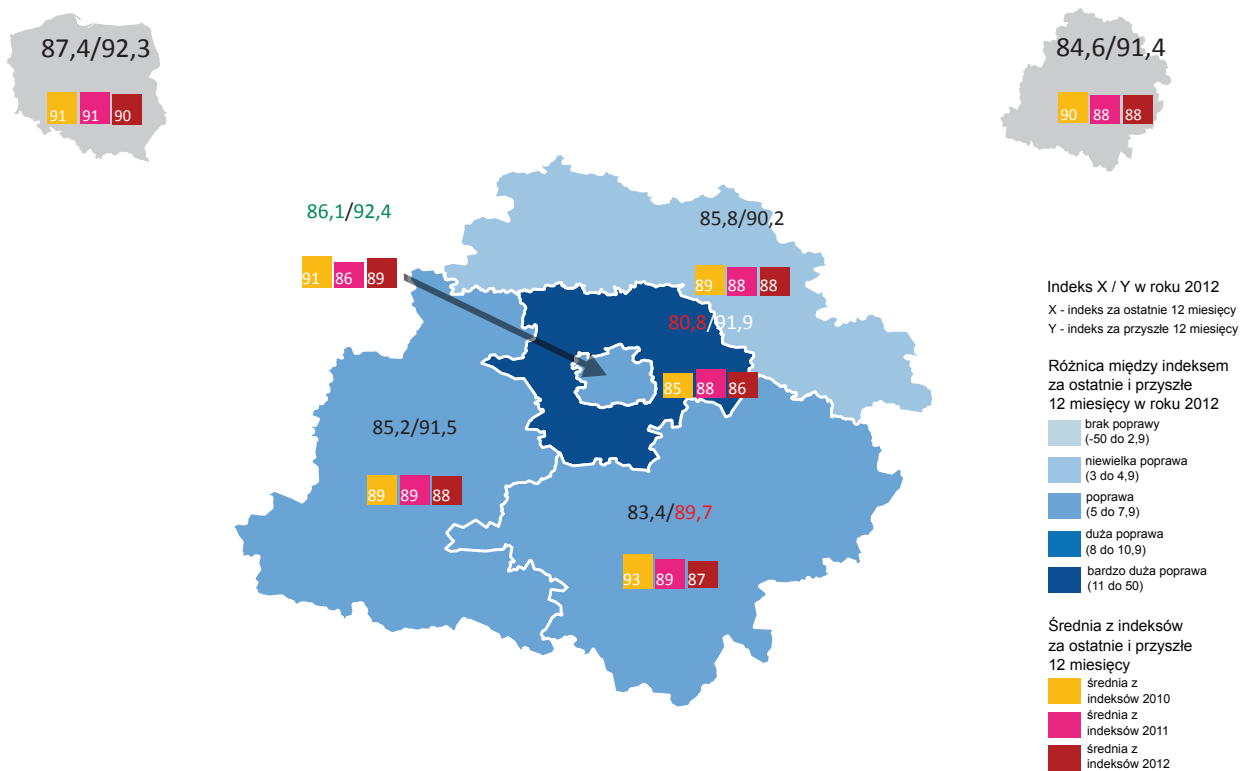 87,4/92,3
91 91 90
84,6/91,4
90 88 88
86,1/92,4
91 86 89
85,8/90,2
89 88 88
80,8/91,9
85 88 86
85,2/91,5
89 89 88
83,4/89,7
93 89 87
Indeks X / Y w roku 2012
X - indeks za ostatnie 12 miesięcy
Y - indeks za przyszłe 12 miesięcy
Różnica między indeksem
za ostatnie i przyszłe
12 miesięcy w roku 2012
brak poprawy
(-50 do 2,9)
niewielka poprawa
(3 do 4,9)
poprawa
(5 do 7,9)
duża poprawa
(8 do 10,9)
bardzo duża poprawa
(11 do 50)
Średnia z indeksów
za ostatnie i przyszłe
12 miesięcy
średnia z
indeksów 2010
średnia z
indeksów 2011
średnia z
indeksów 2012